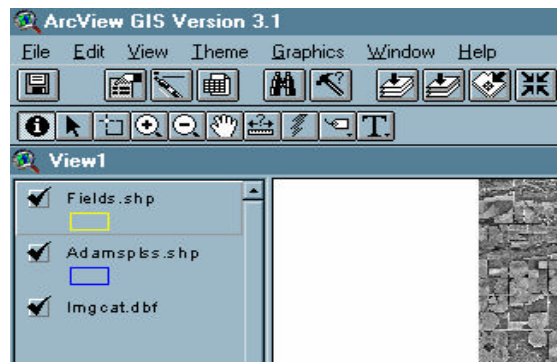 ArcView GIS Version 3.1
File Edit View Theme Graphics Window Help
T
View1
Fields.shp
Adamsplss.shp
Imgcat.dbf